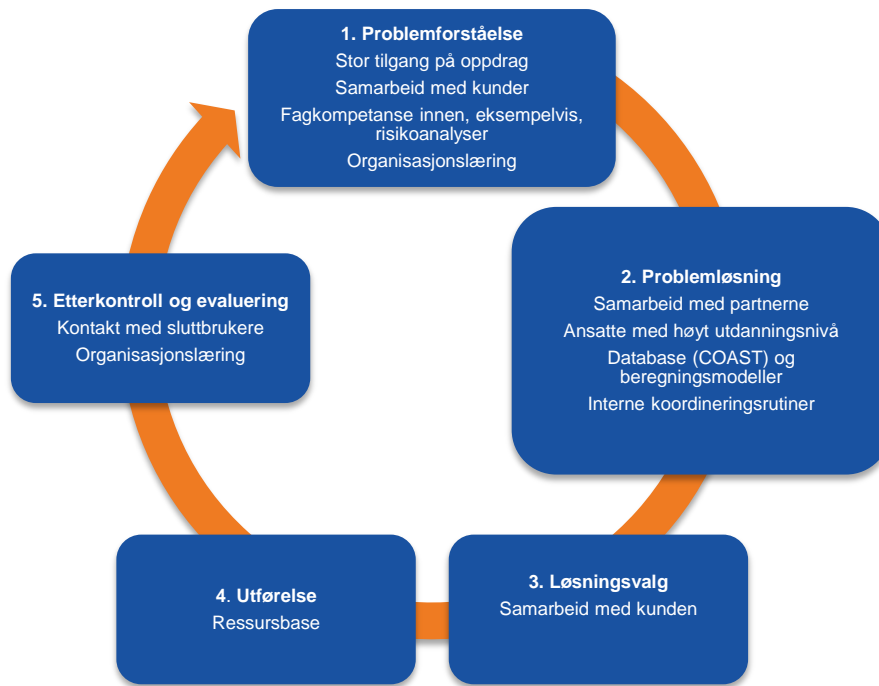 1. Problemforståelse
Stor tilgang på oppdrag
Samarbeid med kunder
Fagkompetanse innen, eksempelvis,
risikoanalyser
Organisasjonslæring
2. Problemløsning
Samarbeid med partnerne
Ansatte med høyt utdanningsnivå
Database (COAST) og
beregningsmodeller
Interne koordineringsrutiner
3. Løsningsvalg
Samarbeid med kunden
4. Utførelse
Ressursbase
5. Etterkontroll og evaluering
Kontakt med sluttbrukere
Organisasjonslæring